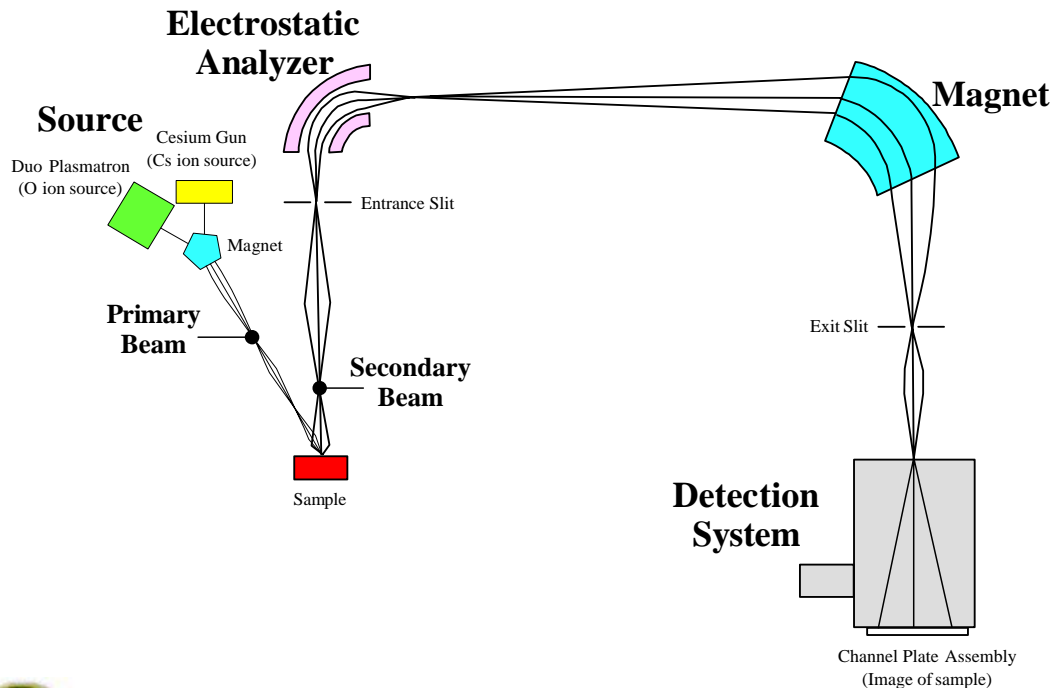 Electrostatic
Analyzer
Magnet
Source
Cesium Gun
(Cs ion source)
Duo Plasmatron
(O ion source)
Entrance Slit
Magnet
Primary
Beam
Exit Slit
Secondary
Beam
Sample
Detection
System
Channel Plate Assembly
(Image of sample)